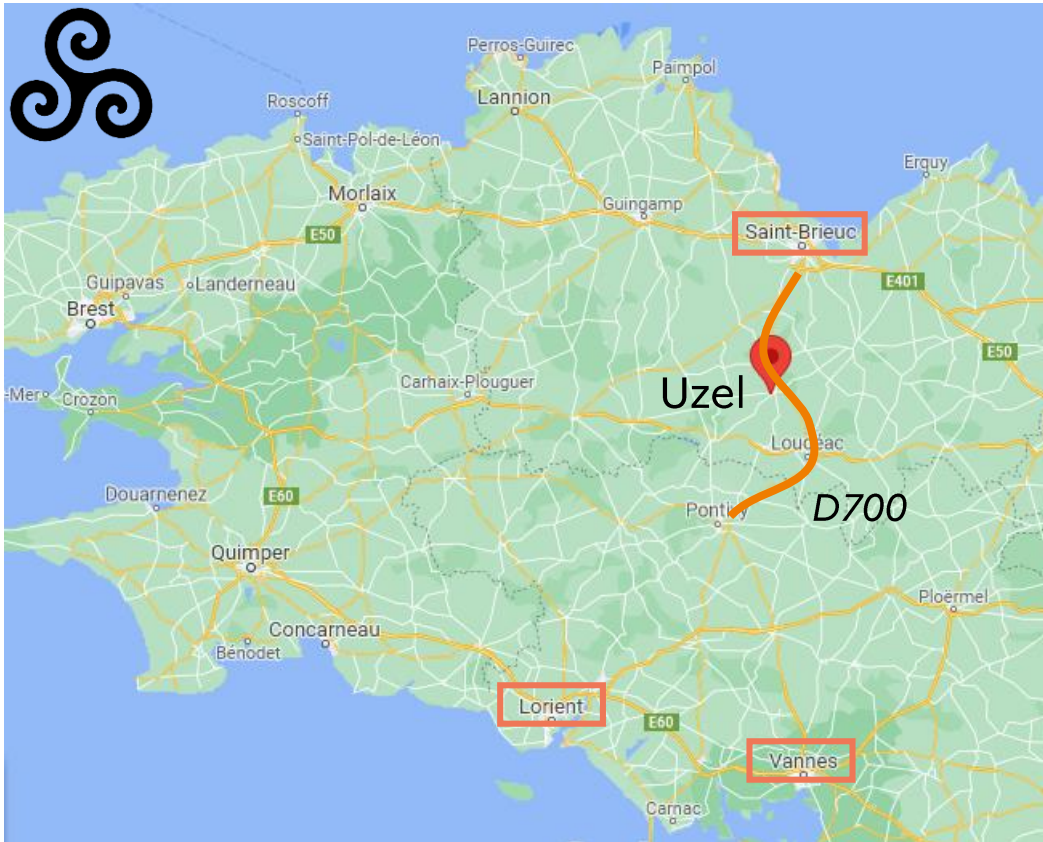 Perros-Guirec
Paimpol
Lannion
Roscoff
Saint-Pol-de-Léon
Erquy
Morlaix
Guingamp
E50
Saint-Brieuc
E401
Guipavas
Landerneau
Brest
E50
-Mer
Crozon
Carhaix-Plouguer
Uzel
Loudéac
Douarnenez
E60
Pontivy
D700
Quimper
Ploërmel
Concarneau
Bénodet
Lorient
E60
Vannes
Carnac